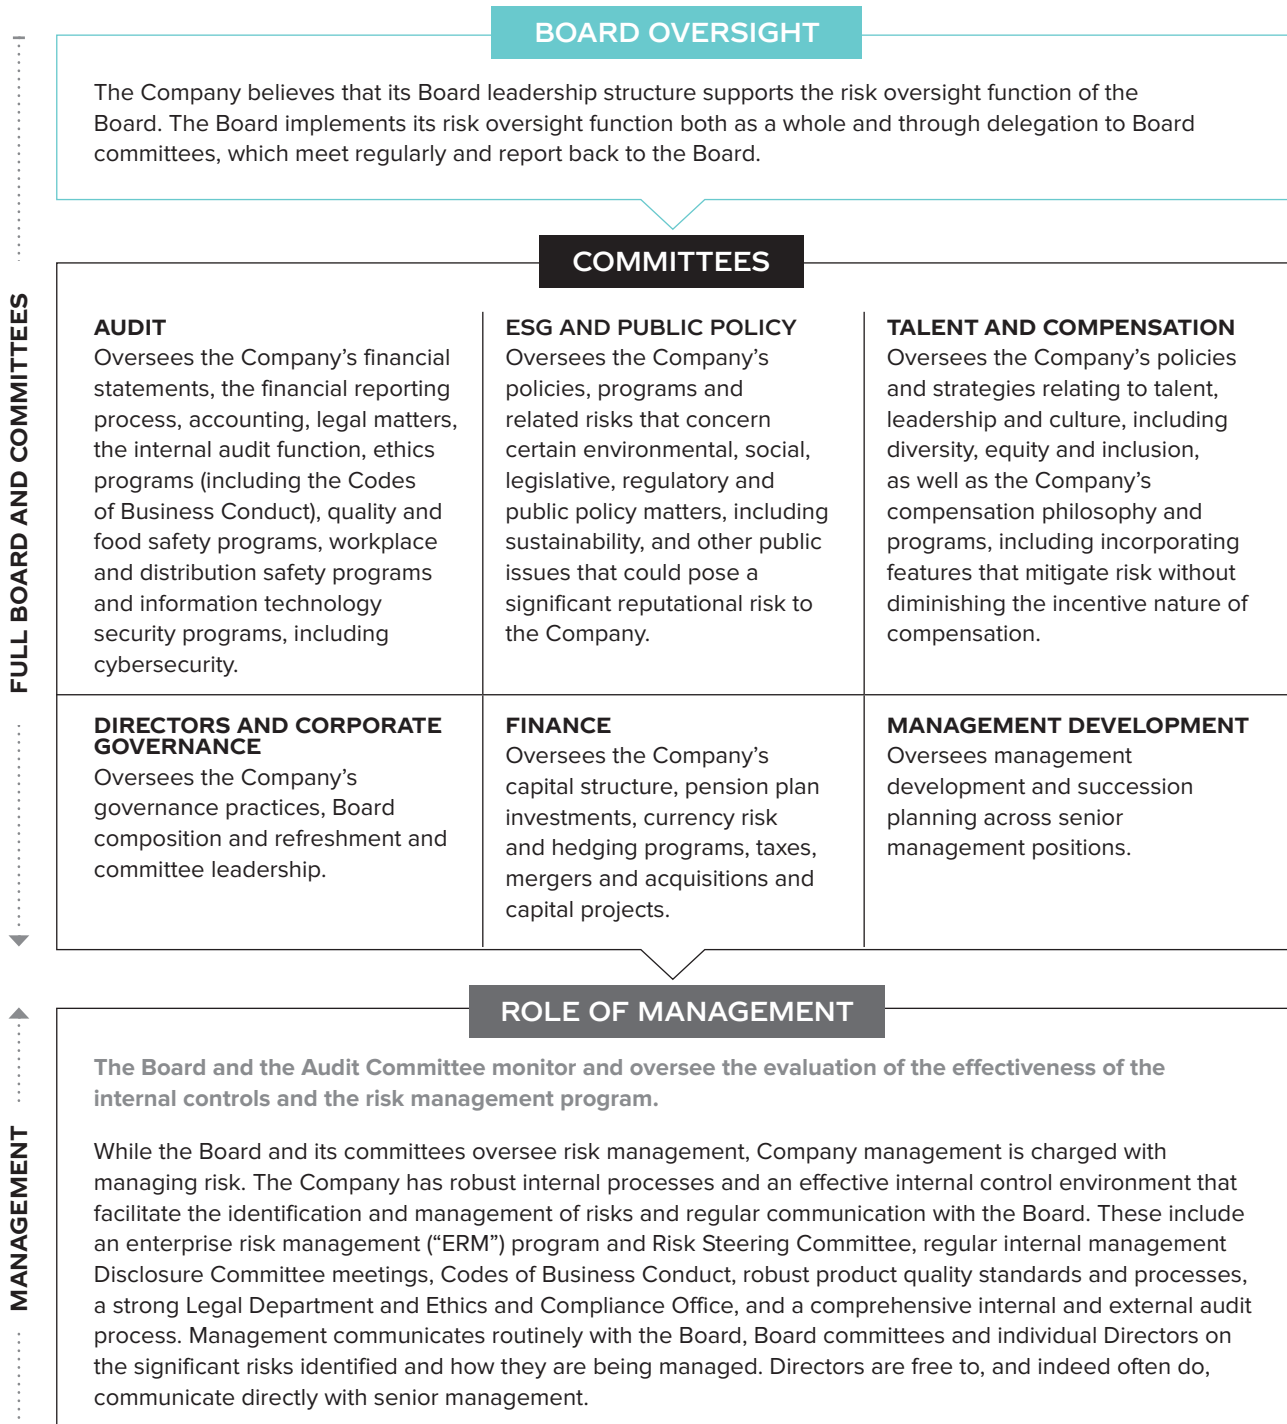 BOARD OVERSIGHT
The Company believes that its Board leadership structure supports the risk oversight function of the
Board. The Board implements its risk oversight function both as a whole and through delegation to Board
committees, which meet regularly and report back to the Board.
FULL BOARD AND COMMITTEES
COMMITTEES
AUDIT
Oversees the Company’s financial
statements, the financial reporting
process, accounting, legal matters,
the internal audit function, ethics
programs (including the Codes
of Business Conduct), quality and
food safety programs, workplace
and distribution safety programs
and information technology
security programs, including
cybersecurity.
ESG AND PUBLIC POLICY
Oversees the Company’s
policies, programs and
related risks that concern
certain environmental, social,
legislative, regulatory and
public policy matters, including
sustainability, and other public
issues that could pose a
significant reputational risk to
the Company.
TALENT AND COMPENSATION
Oversees the Company’s policies
and strategies relating to talent,
leadership and culture, including
diversity, equity and inclusion,
as well as the Company’s
compensation philosophy and
programs, including incorporating
features that mitigate risk without
diminishing the incentive nature of
compensation.
DIRECTORS AND CORPORATE
GOVERNANCE
Oversees the Company’s
governance practices, Board
composition and refreshment and
committee leadership.
FINANCE
Oversees the Company’s
capital structure, pension plan
investments, currency risk
and hedging programs, taxes,
mergers and acquisitions and
capital projects.
MANAGEMENT DEVELOPMENT
Oversees management
development and succession
planning across senior
management positions.
MANAGEMENT
ROLE OF MANAGEMENT
The Board and the Audit Committee monitor and oversee the evaluation of the effectiveness of the
internal controls and the risk management program.
While the Board and its committees oversee risk management, Company management is charged with
managing risk. The Company has robust internal processes and an effective internal control environment that
facilitate the identification and management of risks and regular communication with the Board. These include
an enterprise risk management (“ERM”) program and Risk Steering Committee, regular internal management
Disclosure Committee meetings, Codes of Business Conduct, robust product quality standards and processes,
a strong Legal Department and Ethics and Compliance Office, and a comprehensive internal and external audit
process. Management communicates routinely with the Board, Board committees and individual Directors on
the significant risks identified and how they are being managed. Directors are free to, and indeed often do,
communicate directly with senior management.